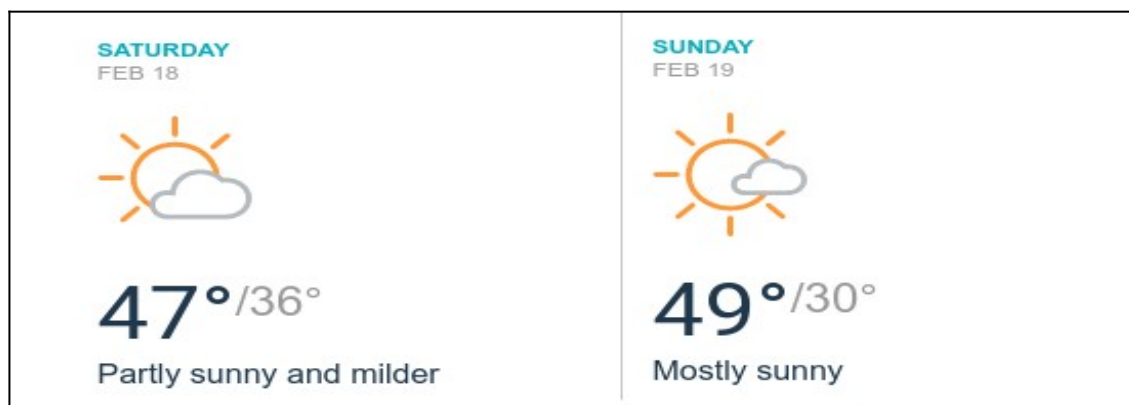 SATURDAY
FEB 18
47°/36°
Partly sunny and milder
SUNDAY
FEB 19
49°/30°
Mostly sunny